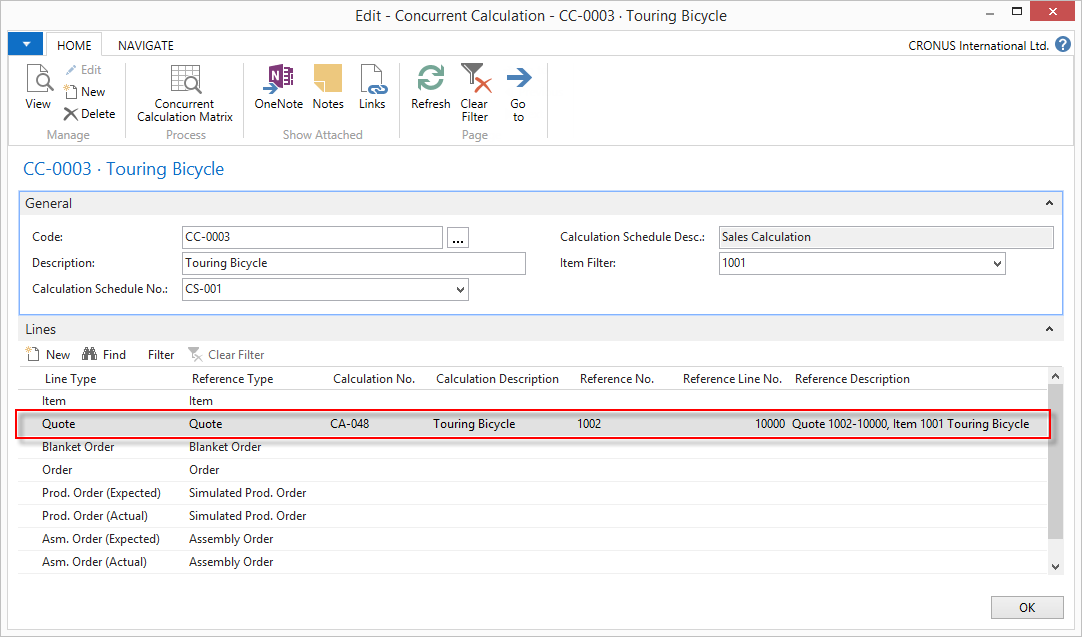 Edit - Concurrent Calculation - CC-0003 · Touring Bicycle
HOME NAVIGATE CRONUS International Ltd. ?
View Edit New Delete Concurrent Calculation Matrix OneNote Notes Links Refresh Clear Filter Go to
Manage Process Show Attached Page
CC-0003 · Touring Bicycle
General
Code: CC-0003 ... Calculation Schedule Desc.: Sales Calculation
Description: Touring Bicycle Item Filter: 1001
Calculation Schedule No.: CS-001
Lines
New Find Filter Clear Filter
Line Type Reference Type Calculation No. Calculation Description Reference No. Reference Line No. Reference Description
Item Item
Quote Quote CA-048 Touring Bicycle 1002 10000 Quote 1002-10000, Item 1001 Touring Bicycle
Blanket Order Blanket Order
Order Order
Prod. Order (Expected) Simulated Prod. Order
Prod. Order (Actual) Simulated Prod. Order
Asm. Order (Expected) Assembly Order
Asm. Order (Actual) Assembly Order
OK